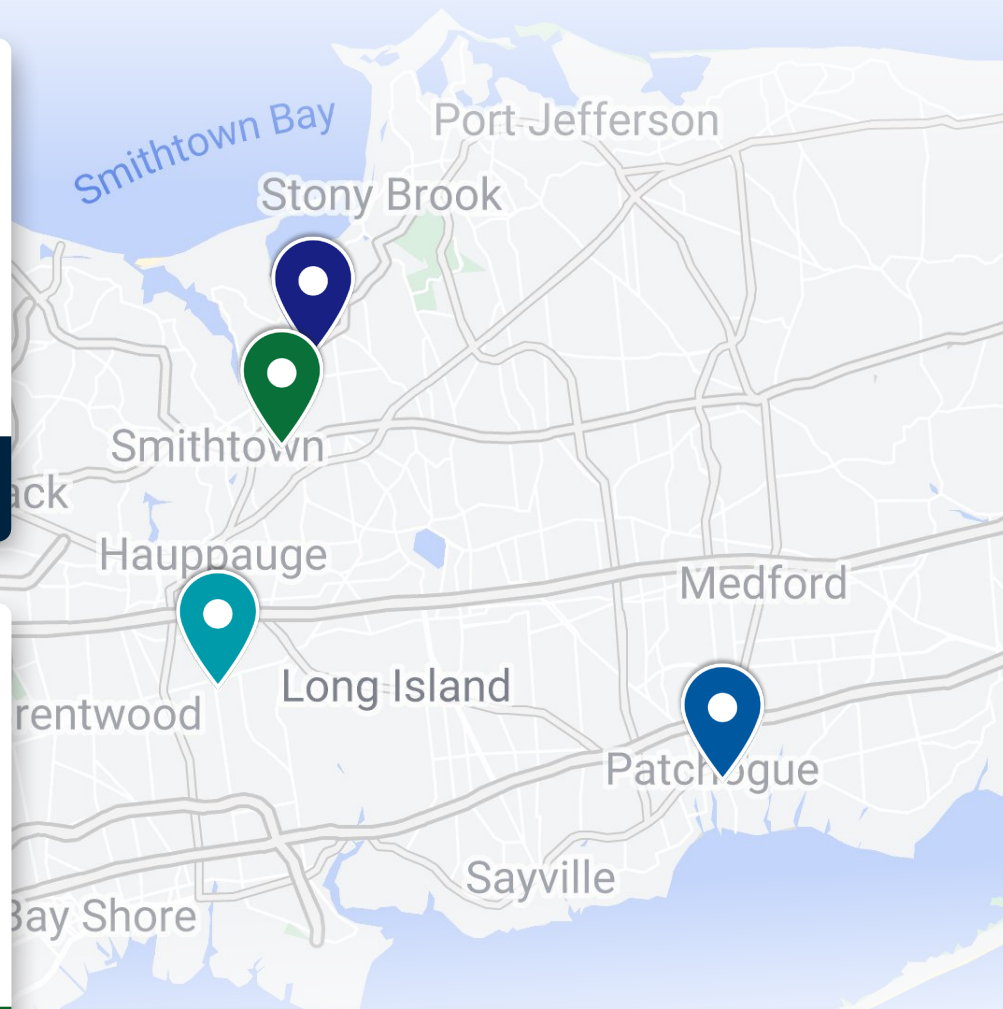 Smithtown Bay
Port Jefferson
Stony Brook
Smithtown
ack
Hauppauge
Medford
Long Island
rentwood
Patchogue
Sayville
Bay Shore